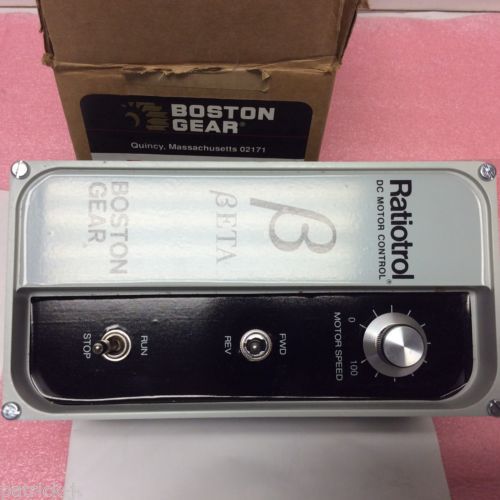 BOSTON
GEAR®
Quincy, Massachusetts 02171
Ratiotrol®
DC MOTOR CONTROL
β
βETA
BOSTON
GEAR®
0
100
MOTOR SPEED
FWD
REV
RUN
STOP